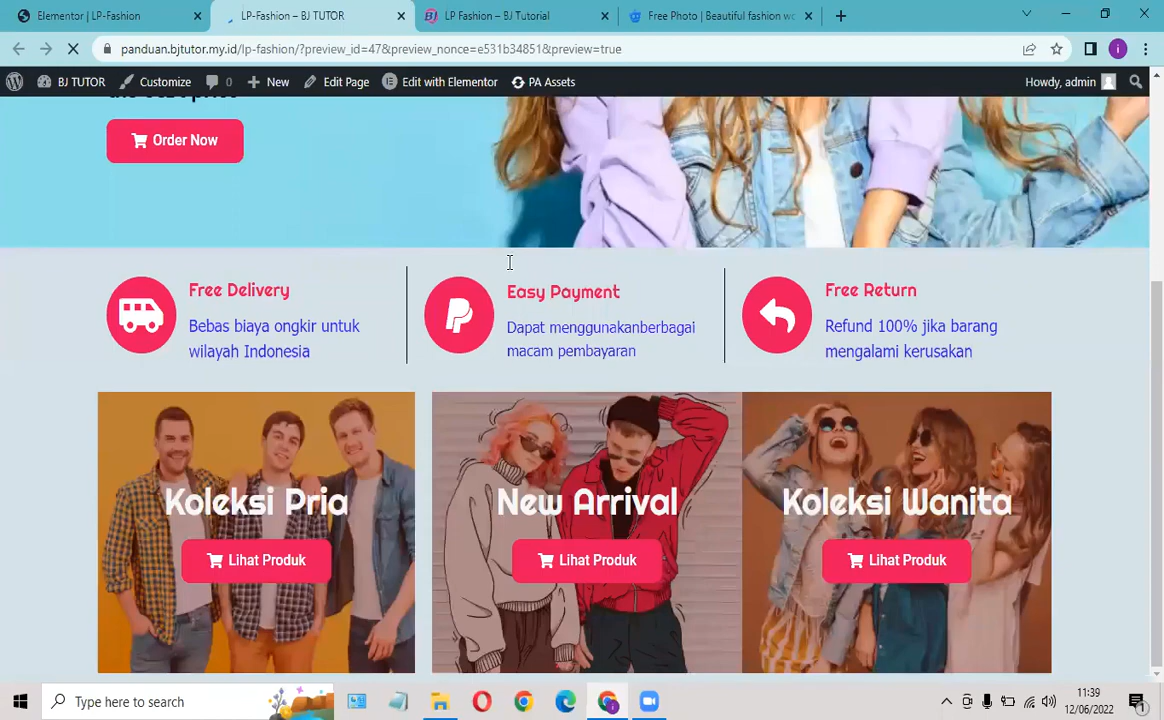 Elementor | LP-Fashion
LP-Fashion – BJ TUTOR
LP Fashion – BJ Tutorial
Free Photo | Beautiful fashion wo
panduan.bjtutor.my.id/lp-fashion/?preview_id=47&preview_nonce=e531b34851&preview=true
BJ TUTOR
Customize
0
New
Edit Page
Edit with Elementor
PA Assets
Howdy, admin
Order Now
Free Delivery
Bebas biaya ongkir untuk
wilayah Indonesia
Easy Payment
Dapat menggunakanberbagai
macam pembayaran
Free Return
Refund 100% jika barang
mengalami kerusakan
Koleksi Pria
Lihat Produk
New Arrival
Lihat Produk
Koleksi Wanita
Lihat Produk
Type here to search
11:39
12/06/2022